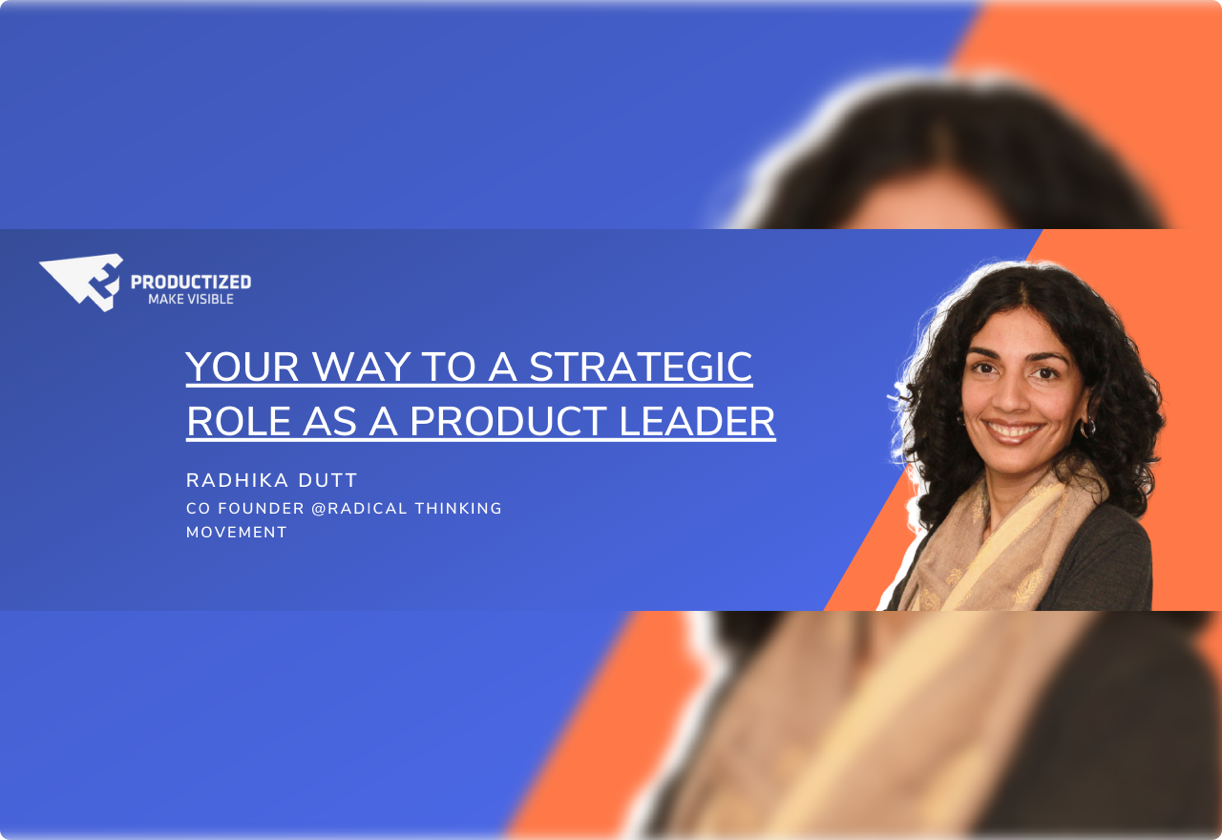 PRODUCTIZED
MAKE VISIBLE
YOUR WAY TO A STRATEGIC
ROLE AS A PRODUCT LEADER
RADHIKA DUTT
CO FOUNDER @RADICAL THINKING
MOVEMENT